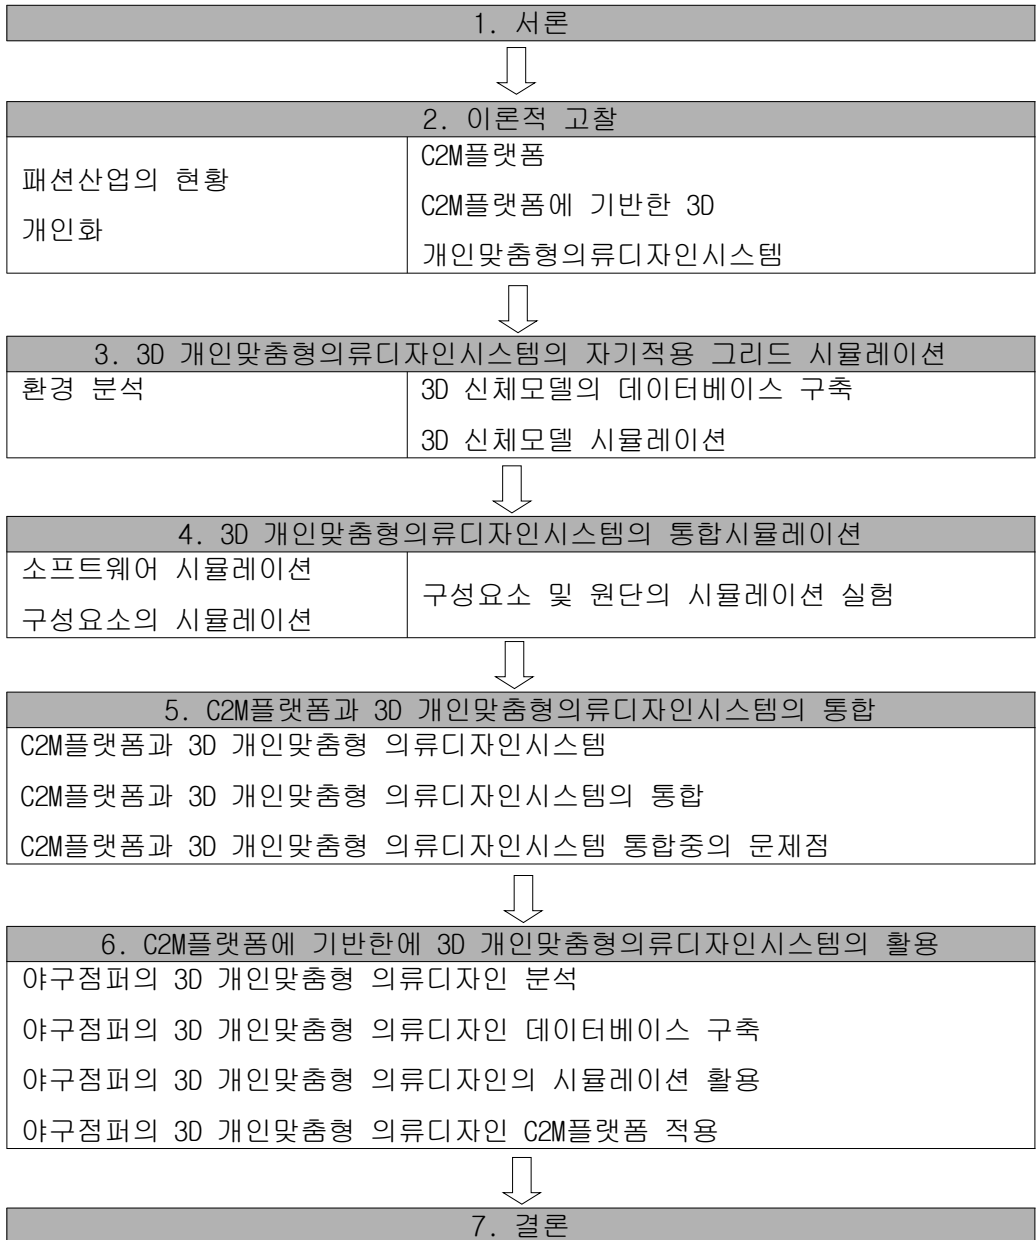 1. 서론
2. 이론적 고찰
패션산업의 현황
개인화
C2M플랫폼
C2M플랫폼에 기반한 3D
개인맞춤형의류디자인시스템
3. 3D 개인맞춤형의류디자인시스템의 자기적용 그리드 시뮬레이션
환경 분석
3D 신체모델의 데이터베이스 구축
3D 신체모델 시뮬레이션
4. 3D 개인맞춤형의류디자인시스템의 통합시뮬레이션
소프트웨어 시뮬레이션
구성요소의 시뮬레이션
구성요소 및 원단의 시뮬레이션 실험
5. C2M플랫폼과 3D 개인맞춤형의류디자인시스템의 통합
C2M플랫폼과 3D 개인맞춤형 의류디자인시스템
C2M플랫폼과 3D 개인맞춤형 의류디자인시스템의 통합
C2M플랫폼과 3D 개인맞춤형 의류디자인시스템 통합중의 문제점
6. C2M플랫폼에 기반한에 3D 개인맞춤형의류디자인시스템의 활용
야구점퍼의 3D 개인맞춤형 의류디자인 분석
야구점퍼의 3D 개인맞춤형 의류디자인 데이터베이스 구축
야구점퍼의 3D 개인맞춤형 의류디자인의 시뮬레이션 활용
야구점퍼의 3D 개인맞춤형 의류디자인 C2M플랫폼 적용
7. 결론